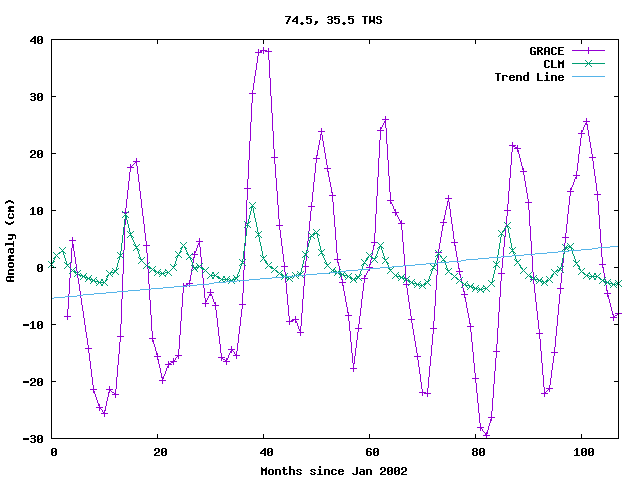 74.5, 35.5 TWS
GRACE
CLM
Trend Line
40
30
20
10
0
-10
-20
-30
Anomaly (cm)
0 20 40 60 80 100
Months since Jan 2002